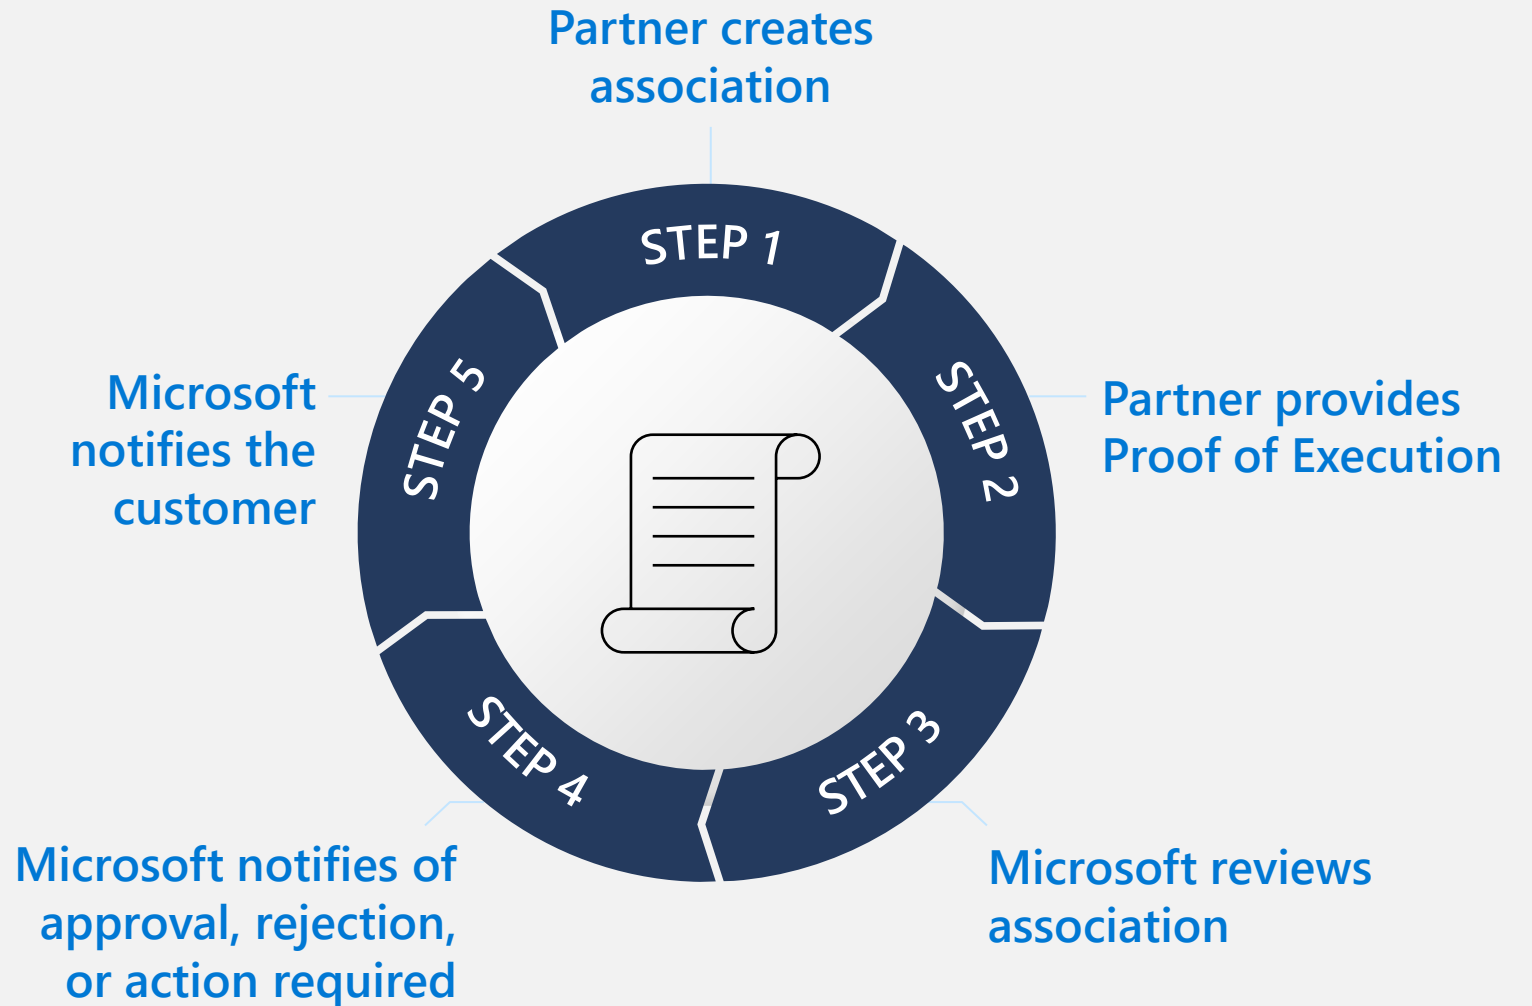 Partner creates
association
STEP 1
STEP 2
Partner provides
Proof of Execution
STEP 3
Microsoft reviews
association
STEP 4
Microsoft notifies of
approval, rejection,
or action required
STEP 5
Microsoft
notifies the
customer